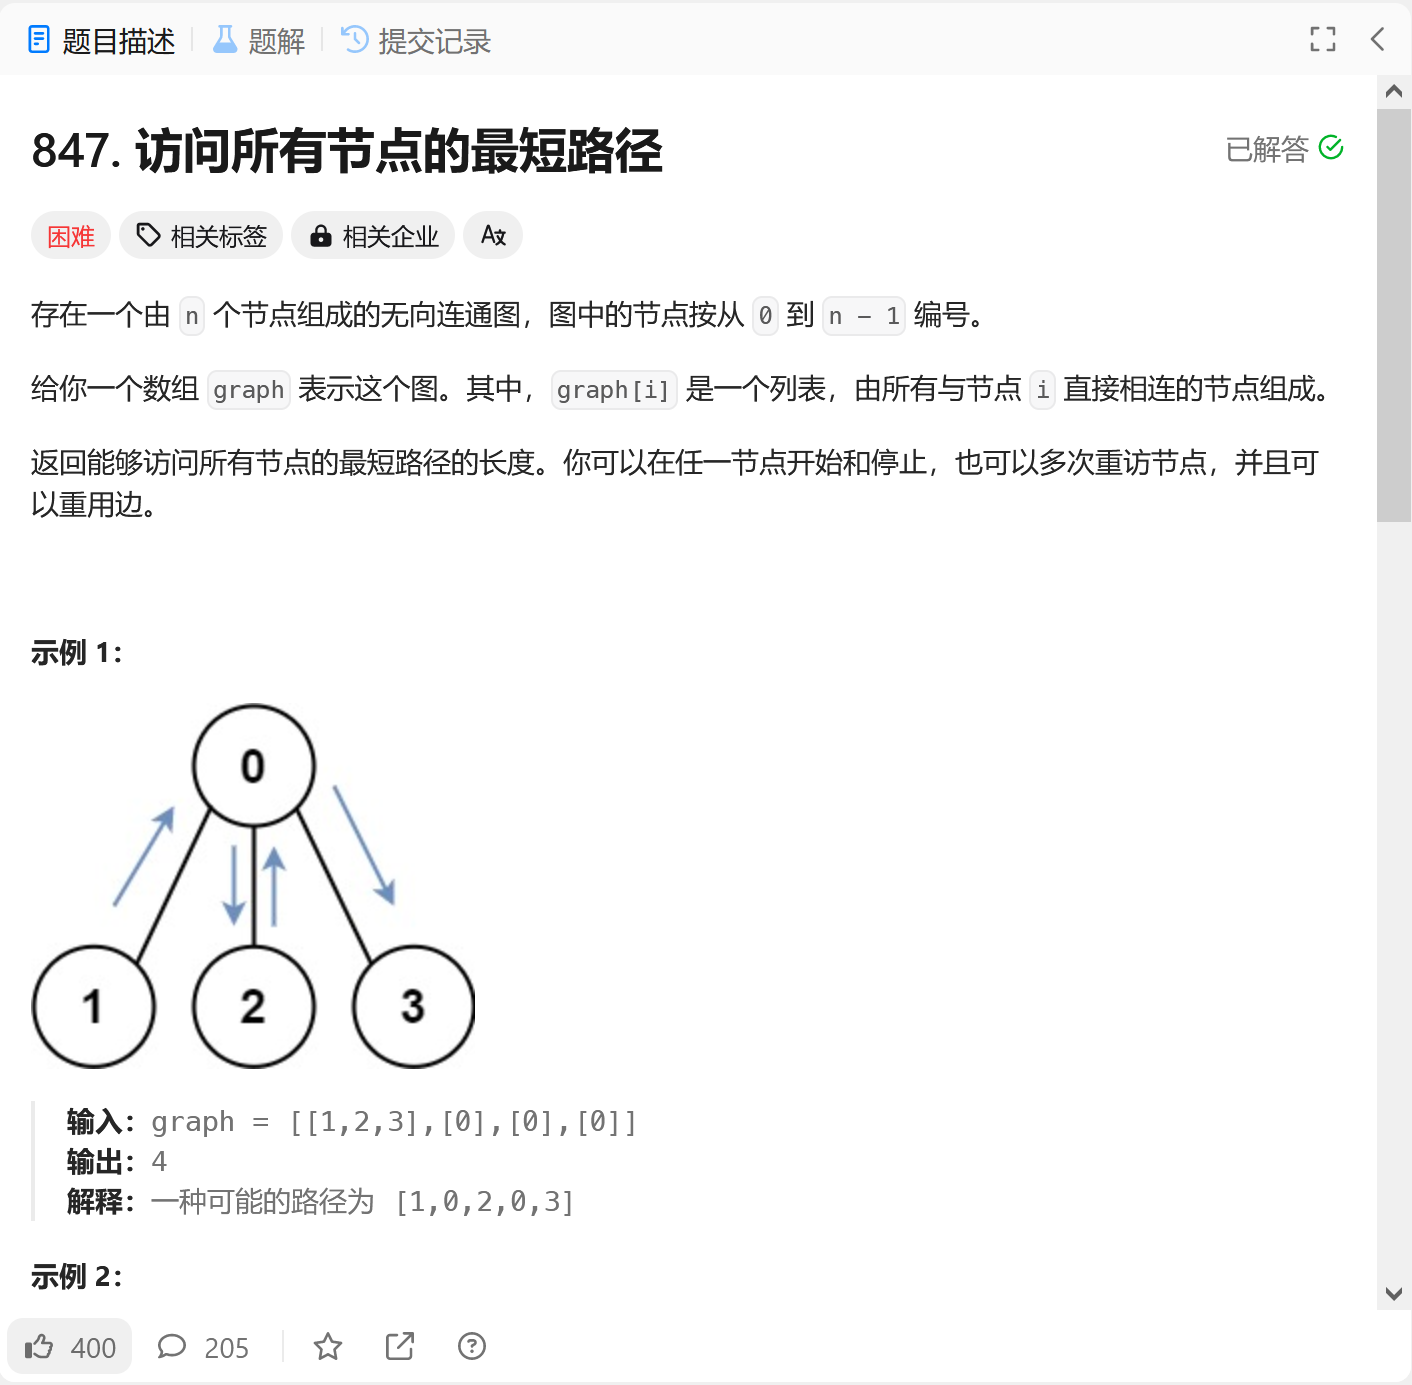 题目描述 题解 提交记录
847. 访问所有节点的最短路径
已解答
困难 相关标签 相关企业
存在一个由 n 个节点组成的无向连通图，图中的节点按从 0 到 n - 1 编号。
给你一个数组 graph 表示这个图。其中，graph[i] 是一个列表，由所有与节点 i 直接相连的节点组成。
返回能够访问所有节点的最短路径的长度。你可以在任一节点开始和停止，也可以多次重访节点，并且可
以重用边。
示例 1：
0
1 2 3
输入：graph = [[1,2,3],[0],[0],[0]]
输出：4
解释：一种可能的路径为 [1,0,2,0,3]
示例 2：
400 205